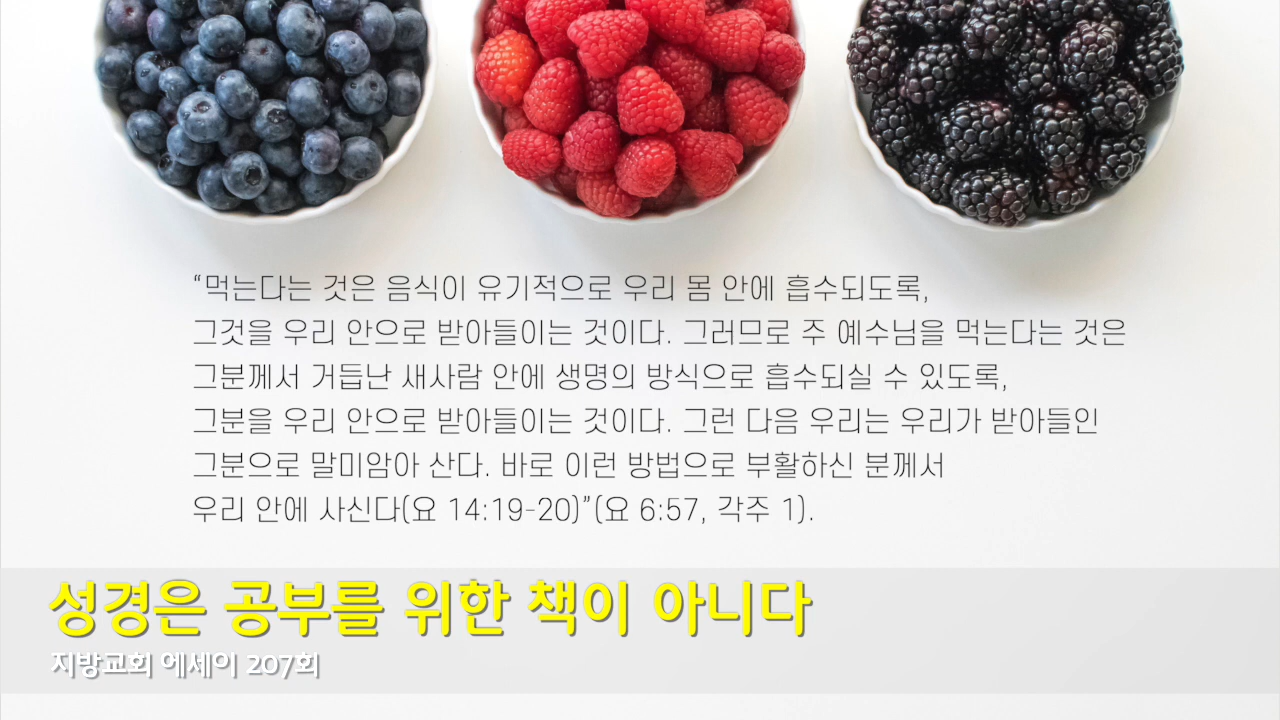 “먹는다는 것은 음식이 유기적으로 우리 몸 안에 흡수되도록,
그것을 우리 안으로 받아들이는 것이다. 그러므로 주 예수님을 먹는다는 것은
그분께서 거듭난 새사람 안에 생명의 방식으로 흡수되실 수 있도록,
그분을 우리 안으로 받아들이는 것이다. 그런 다음 우리는 우리가 받아들인
그분으로 말미암아 산다. 바로 이런 방법으로 부활하신 분께서
우리 안에 사신다(요 14:19-20)”(요 6:57, 각주 1).
성경은 공부를 위한 책이 아니다
지방교회 에세이 207회